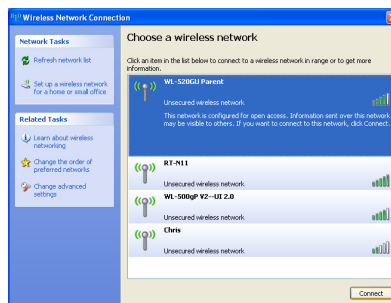 Wireless Network Connection
Network Tasks
Refresh network list
Set up a wireless network
for a home or small office
Related Tasks
Learn about wireless
networking
Change the order of
preferred networks
Change advanced
settings
Choose a wireless network
Click an item in the list below to connect to a wireless network in range or to get more
information.
WL-520GU Parent
Unsecured wireless network
This network is configured for open access. Information sent over this network
may be visible to others. If you want to connect to this network, click Connect.
RT-N11
Unsecured wireless network
WL-500gP V2--UI 2.0
Unsecured wireless network
Chris
Unsecured wireless network
Connect